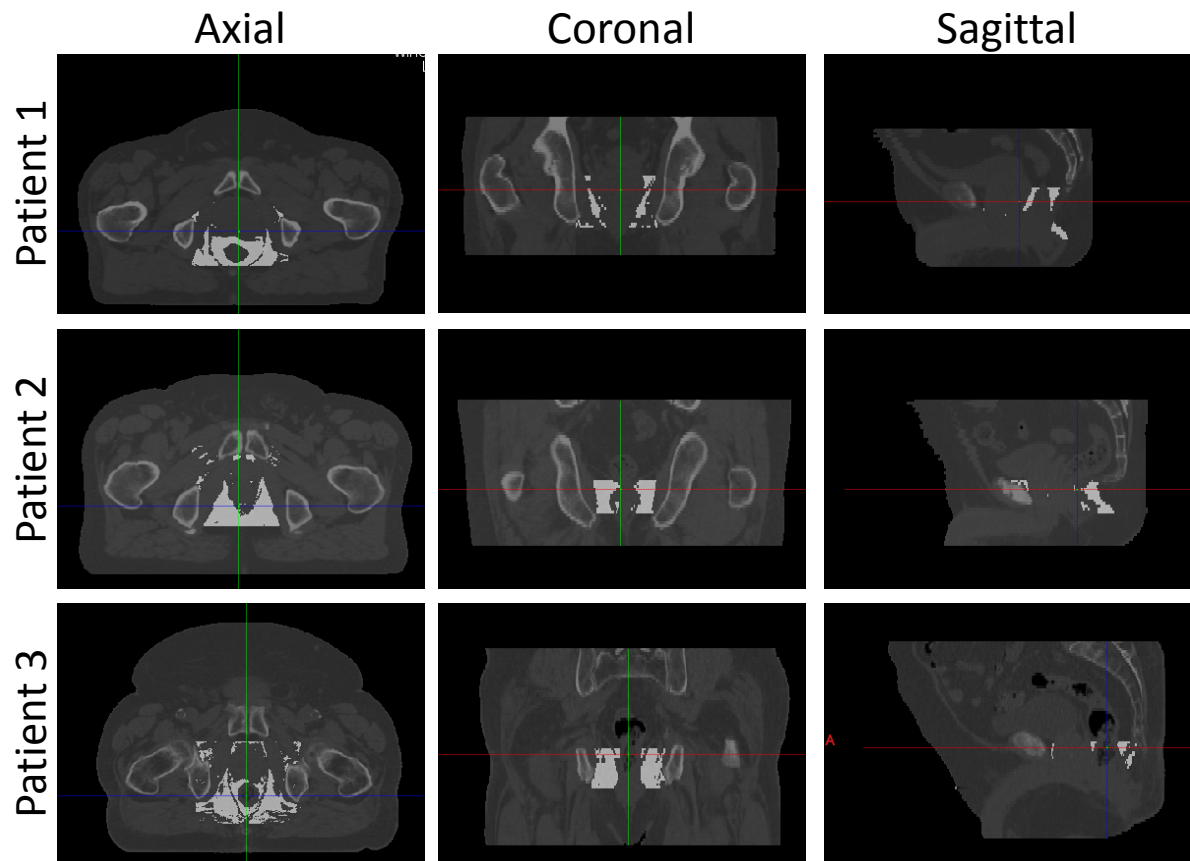 Axial Coronal Sagittal
Patient 1
L
Patient 2
Patient 3
A